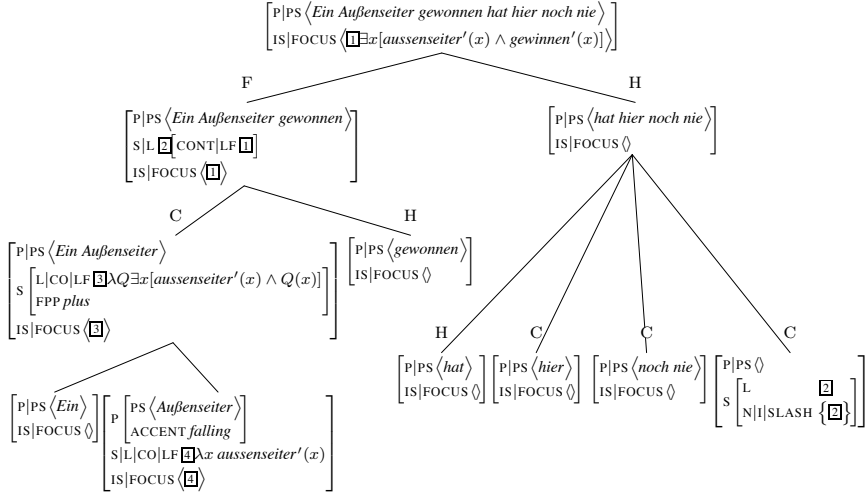 P|PS ⟨Ein Außenseiter gewonnen hat hier noch nie⟩
IS|FOCUS ⟨[1]∃x[aussenseiter′(x) ∧ gewinnen′(x)]⟩
F H
P|PS ⟨Ein Außenseiter gewonnen⟩
S|L [2][CONT|LF [1]]
IS|FOCUS ⟨[1]⟩
P|PS ⟨hat hier noch nie⟩
IS|FOCUS ⟨⟩
C H
P|PS ⟨Ein Außenseiter⟩
S [L|CO|LF [3]λQ∃x[aussenseiter′(x) ∧ Q(x)]
FPP plus]
IS|FOCUS ⟨[3]⟩
P|PS ⟨gewonnen⟩
IS|FOCUS ⟨⟩
H C C C
P|PS ⟨hat⟩
IS|FOCUS ⟨⟩
P|PS ⟨hier⟩
IS|FOCUS ⟨⟩
P|PS ⟨noch nie⟩
IS|FOCUS ⟨⟩
P|PS ⟨⟩
S [L [2]
N|I|SLASH {[2]}]
P|PS ⟨Ein⟩
IS|FOCUS ⟨⟩
P [PS ⟨Außenseiter⟩
ACCENT falling]
S|L|CO|LF [4]λx aussenseiter′(x)
IS|FOCUS ⟨[4]⟩